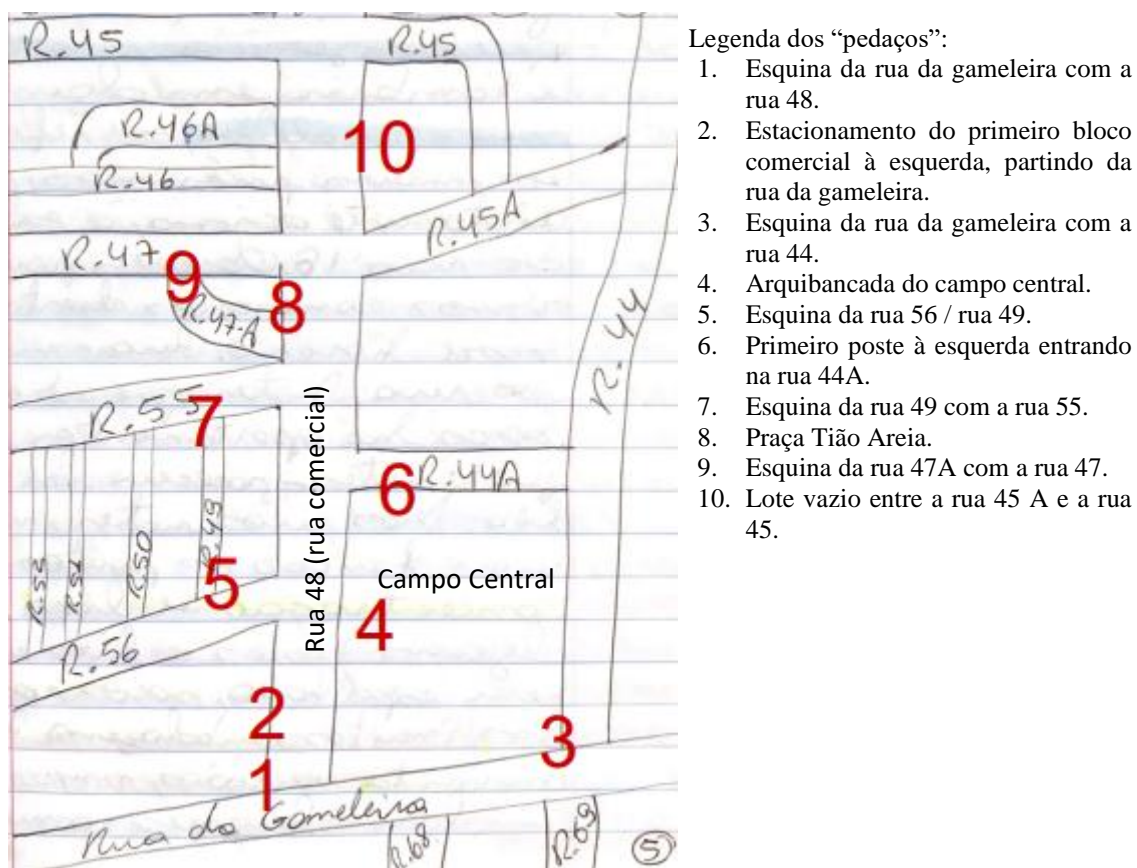 R.45
R.45
R.46A
10
R.46
R.45A
R.47
9
8
R.47-A
R.44
R.55
7
Rua 48 (rua comercial)
6
R.44A
R.53
R.51
R.50
R.49
5
Campo Central
4
R.56
2
3
1
Rua da Gameleira
R.68
R.69
5
Legenda dos “pedaços”:
1. Esquina da rua da gameleira com a
rua 48.
2. Estacionamento do primeiro bloco
comercial à esquerda, partindo da
rua da gameleira.
3. Esquina da rua da gameleira com a
rua 44.
4. Arquibancada do campo central.
5. Esquina da rua 56 / rua 49.
6. Primeiro poste à esquerda entrando
na rua 44A.
7. Esquina da rua 49 com a rua 55.
8. Praça Tião Areia.
9. Esquina da rua 47A com a rua 47.
10. Lote vazio entre a rua 45 A e a rua
45.